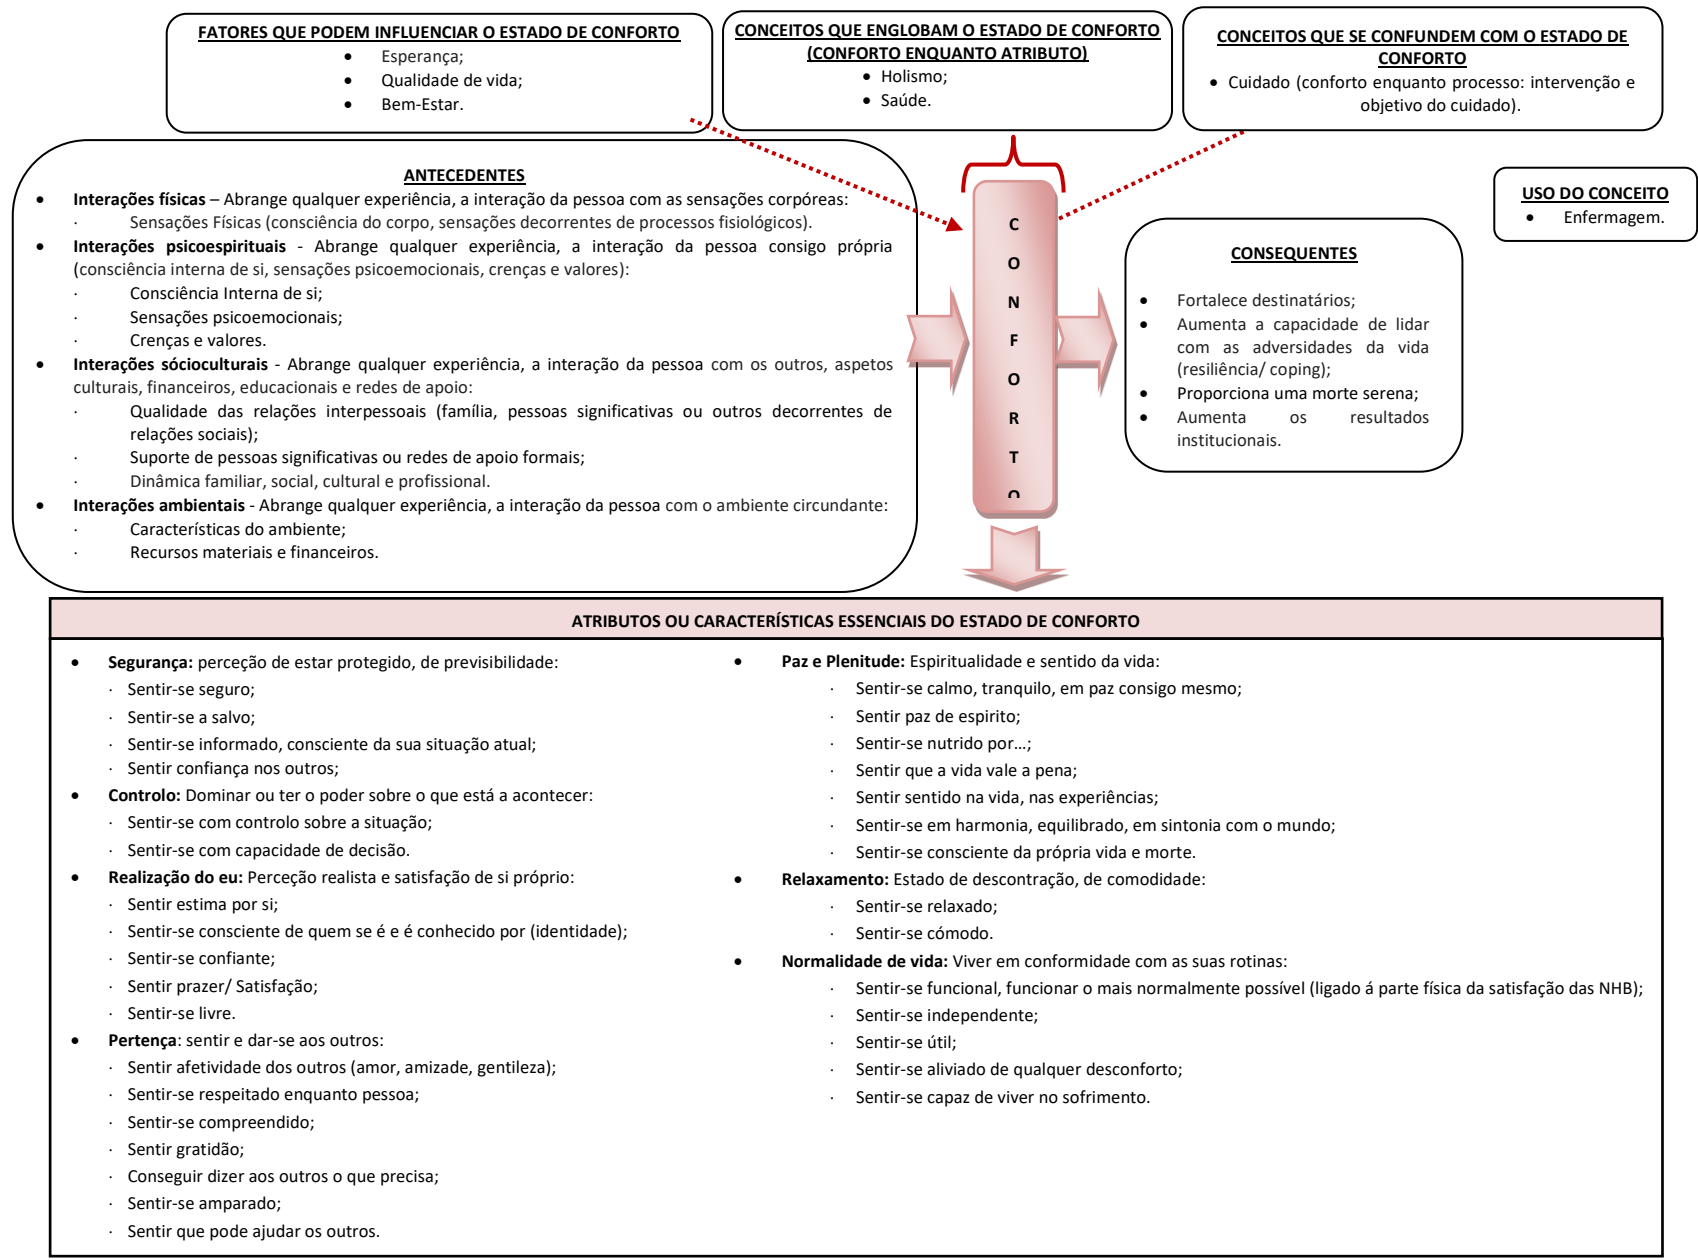 FATORES QUE PODEM INFLUENCIAR O ESTADO DE CONFORTO
• Esperança;
• Qualidade de vida;
• Bem-Estar.
CONCEITOS QUE ENGLOBAM O ESTADO DE CONFORTO
(CONFORTO ENQUANTO ATRIBUTO)
• Holismo;
• Saúde.
CONCEITOS QUE SE CONFUNDEM COM O ESTADO DE
CONFORTO
• Cuidado (conforto enquanto processo: intervenção e
objetivo do cuidado).
ANTECEDENTES
• Interações físicas – Abrange qualquer experiência, a interação da pessoa com as sensações corpóreas:
· Sensações Físicas (consciência do corpo, sensações decorrentes de processos fisiológicos).
• Interações psicoespirituais - Abrange qualquer experiência, a interação da pessoa consigo própria
(consciência interna de si, sensações psicoemocionais, crenças e valores):
· Consciência Interna de si;
· Sensações psicoemocionais;
· Crenças e valores.
• Interações sócioculturais - Abrange qualquer experiência, a interação da pessoa com os outros, aspetos
culturais, financeiros, educacionais e redes de apoio:
· Qualidade das relações interpessoais (família, pessoas significativas ou outros decorrentes de
relações sociais);
· Suporte de pessoas significativas ou redes de apoio formais;
· Dinâmica familiar, social, cultural e profissional.
• Interações ambientais - Abrange qualquer experiência, a interação da pessoa com o ambiente circundante:
· Características do ambiente;
· Recursos materiais e financeiros.
C
O
N
F
O
R
T
O
USO DO CONCEITO
• Enfermagem.
CONSEQUENTES
• Fortalece destinatários;
• Aumenta a capacidade de lidar
com as adversidades da vida
(resiliência/ coping);
• Proporciona uma morte serena;
• Aumenta os resultados
institucionais.
ATRIBUTOS OU CARACTERÍSTICAS ESSENCIAIS DO ESTADO DE CONFORTO
• Segurança: perceção de estar protegido, de previsibilidade:
· Sentir-se seguro;
· Sentir-se a salvo;
· Sentir-se informado, consciente da sua situação atual;
· Sentir confiança nos outros;
• Controlo: Dominar ou ter o poder sobre o que está a acontecer:
· Sentir-se com controlo sobre a situação;
· Sentir-se com capacidade de decisão.
• Realização do eu: Perceção realista e satisfação de si próprio:
· Sentir estima por si;
· Sentir-se consciente de quem se é e é conhecido por (identidade);
· Sentir-se confiante;
· Sentir prazer/ Satisfação;
· Sentir-se livre.
• Pertença: sentir e dar-se aos outros:
· Sentir afetividade dos outros (amor, amizade, gentileza);
· Sentir-se respeitado enquanto pessoa;
· Sentir-se compreendido;
· Sentir gratidão;
· Conseguir dizer aos outros o que precisa;
· Sentir-se amparado;
· Sentir que pode ajudar os outros.
• Paz e Plenitude: Espiritualidade e sentido da vida:
· Sentir-se calmo, tranquilo, em paz consigo mesmo;
· Sentir paz de espirito;
· Sentir-se nutrido por…;
· Sentir que a vida vale a pena;
· Sentir sentido na vida, nas experiências;
· Sentir-se em harmonia, equilibrado, em sintonia com o mundo;
· Sentir-se consciente da própria vida e morte.
• Relaxamento: Estado de descontração, de comodidade:
· Sentir-se relaxado;
· Sentir-se cómodo.
• Normalidade de vida: Viver em conformidade com as suas rotinas:
· Sentir-se funcional, funcionar o mais normalmente possível (ligado á parte física da satisfação das NHB);
· Sentir-se independente;
· Sentir-se útil;
· Sentir-se aliviado de qualquer desconforto;
· Sentir-se capaz de viver no sofrimento.